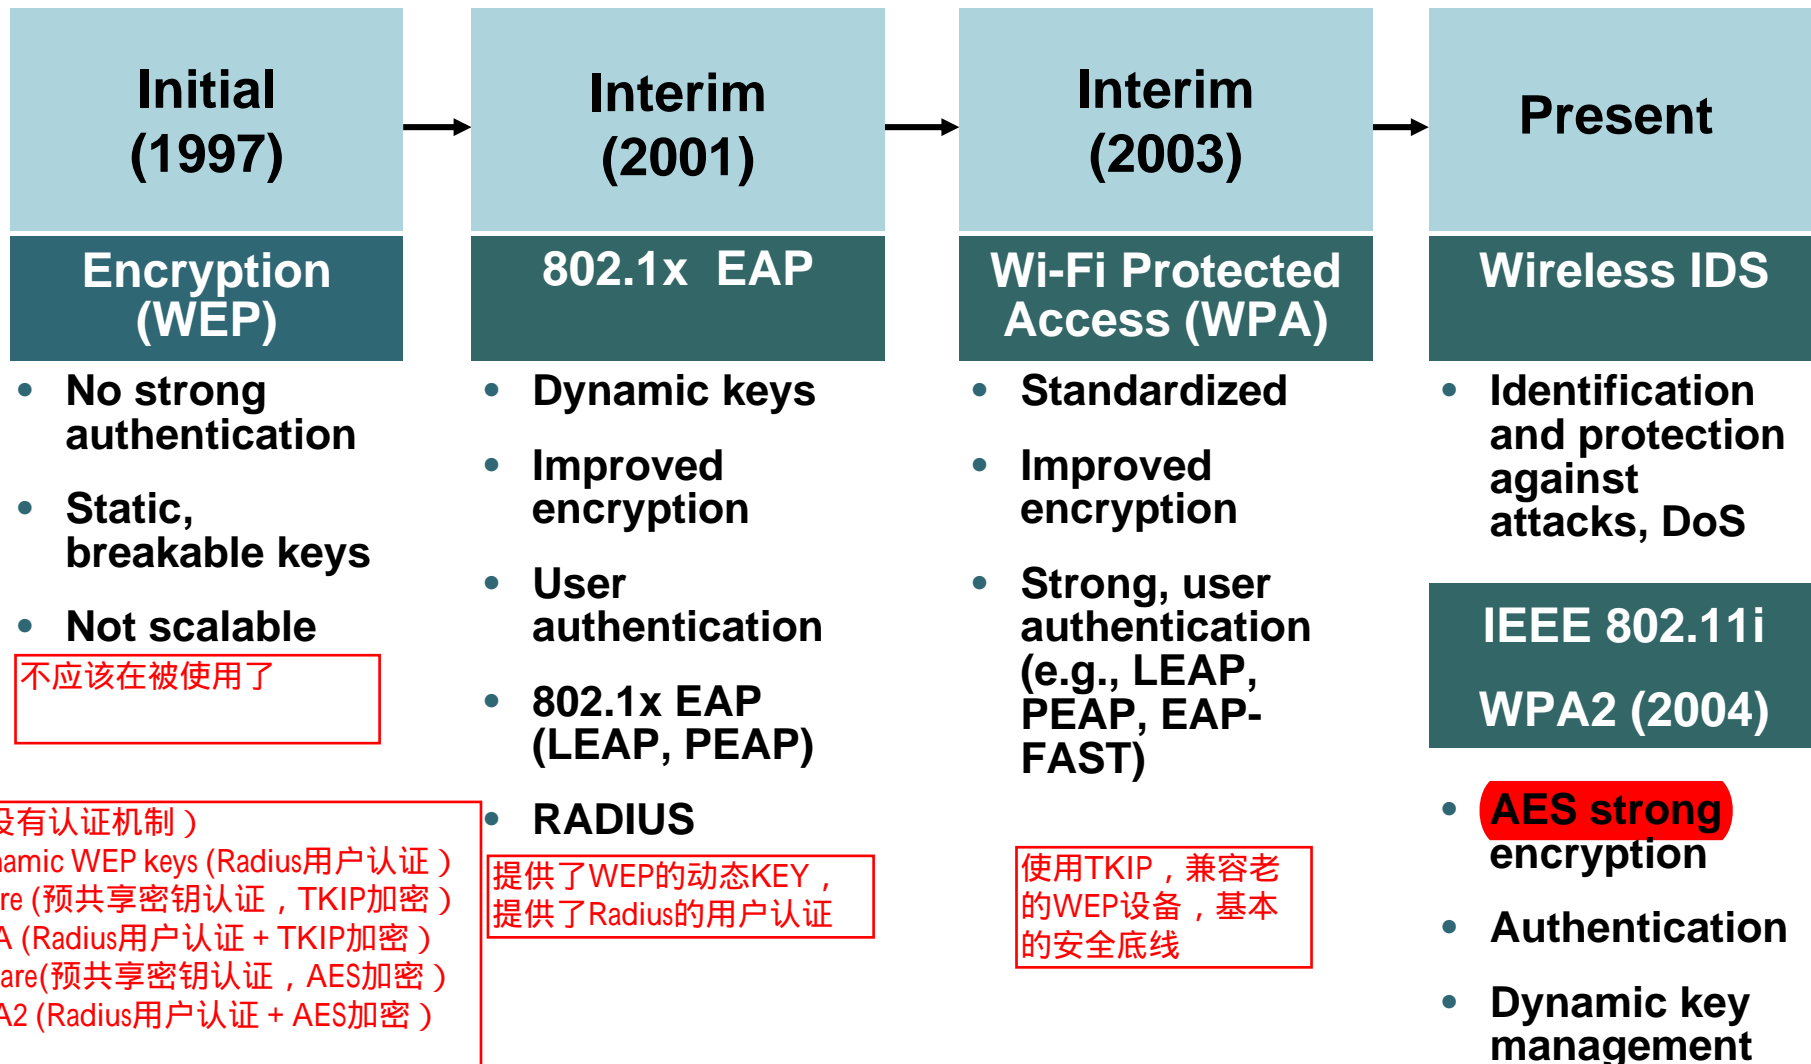 Initial
(1997)
Interim
(2001)
Interim
(2003)
Present
Encryption
(WEP)
802.1x EAP
Wi-Fi Protected
Access (WPA)
Wireless IDS
• No strong
authentication
• Static,
breakable keys
• Not scalable
不应该在被使用了
没有认证机制）
namic WEP keys (Radius用户认证）
re (预共享密钥认证，TKIP加密）
A (Radius用户认证 + TKIP加密）
are(预共享密钥认证，AES加密）
A2 (Radius用户认证 + AES加密）
• Dynamic keys
• Improved
encryption
• User
authentication
• 802.1x EAP
(LEAP, PEAP)
• RADIUS
提供了WEP的动态KEY，
提供了Radius的用户认证
• Standardized
• Improved
encryption
• Strong, user
authentication
(e.g., LEAP,
PEAP, EAP-
FAST)
使用TKIP，兼容老
的WEP设备，基本
的安全底线
• Identification
and protection
against
attacks, DoS
IEEE 802.11i
WPA2 (2004)
• AES strong
encryption
• Authentication
• Dynamic key
management